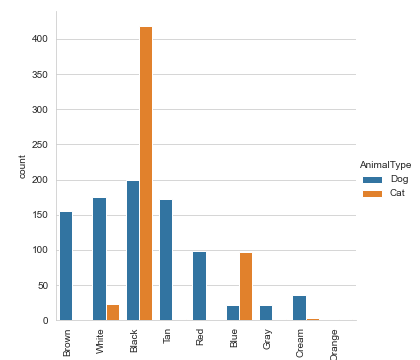 400
350
300
250
200
150
100
50
0
count
Brown
White
Black
Tan
Red
Blue
Gray
Cream
Orange
AnimalType
Dog
Cat